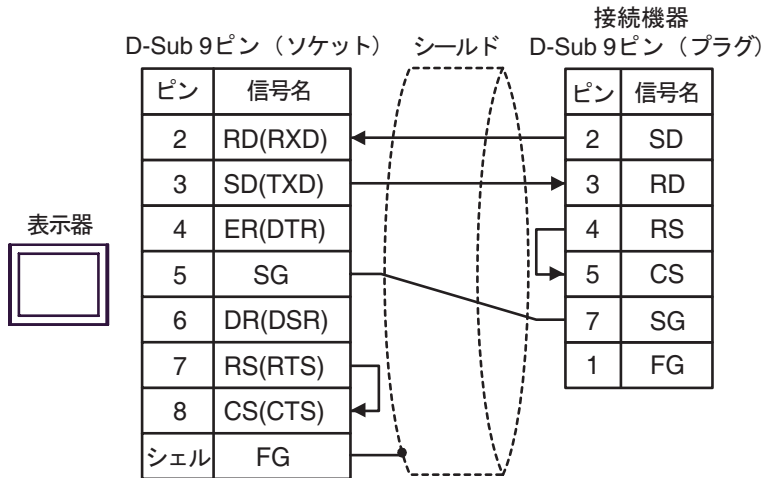 接続機器
D-Sub 9ピン（ソケット） シールド D-Sub 9ピン（プラグ）
ピン 信号名 ピン 信号名
2 RD(RXD) 2 SD
3 SD(TXD) 3 RD
表示器 4 ER(DTR) 4 RS
5 SG 5 CS
6 DR(DSR) 7 SG
7 RS(RTS) 1 FG
8 CS(CTS)
シェル FG